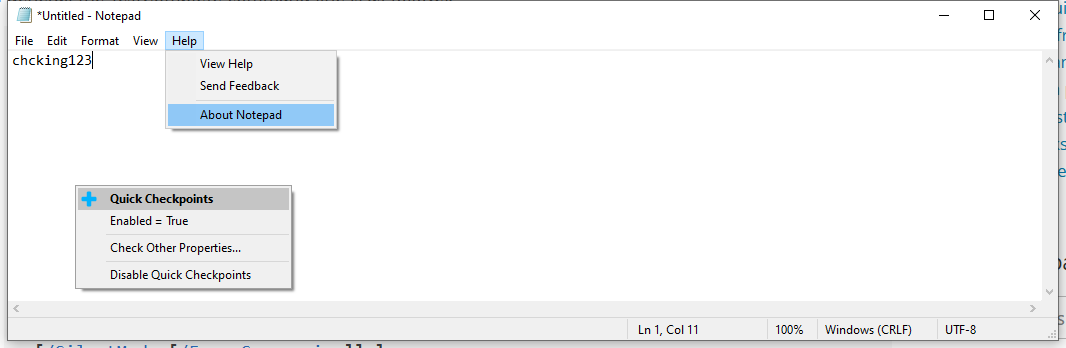 *Untitled - Notepad
File Edit Format View Help
chcking123
View Help
Send Feedback
About Notepad
Quick Checkpoints
Enabled = True
Check Other Properties...
Disable Quick Checkpoints
Ln 1, Col 11 100% Windows (CRLF) UTF-8